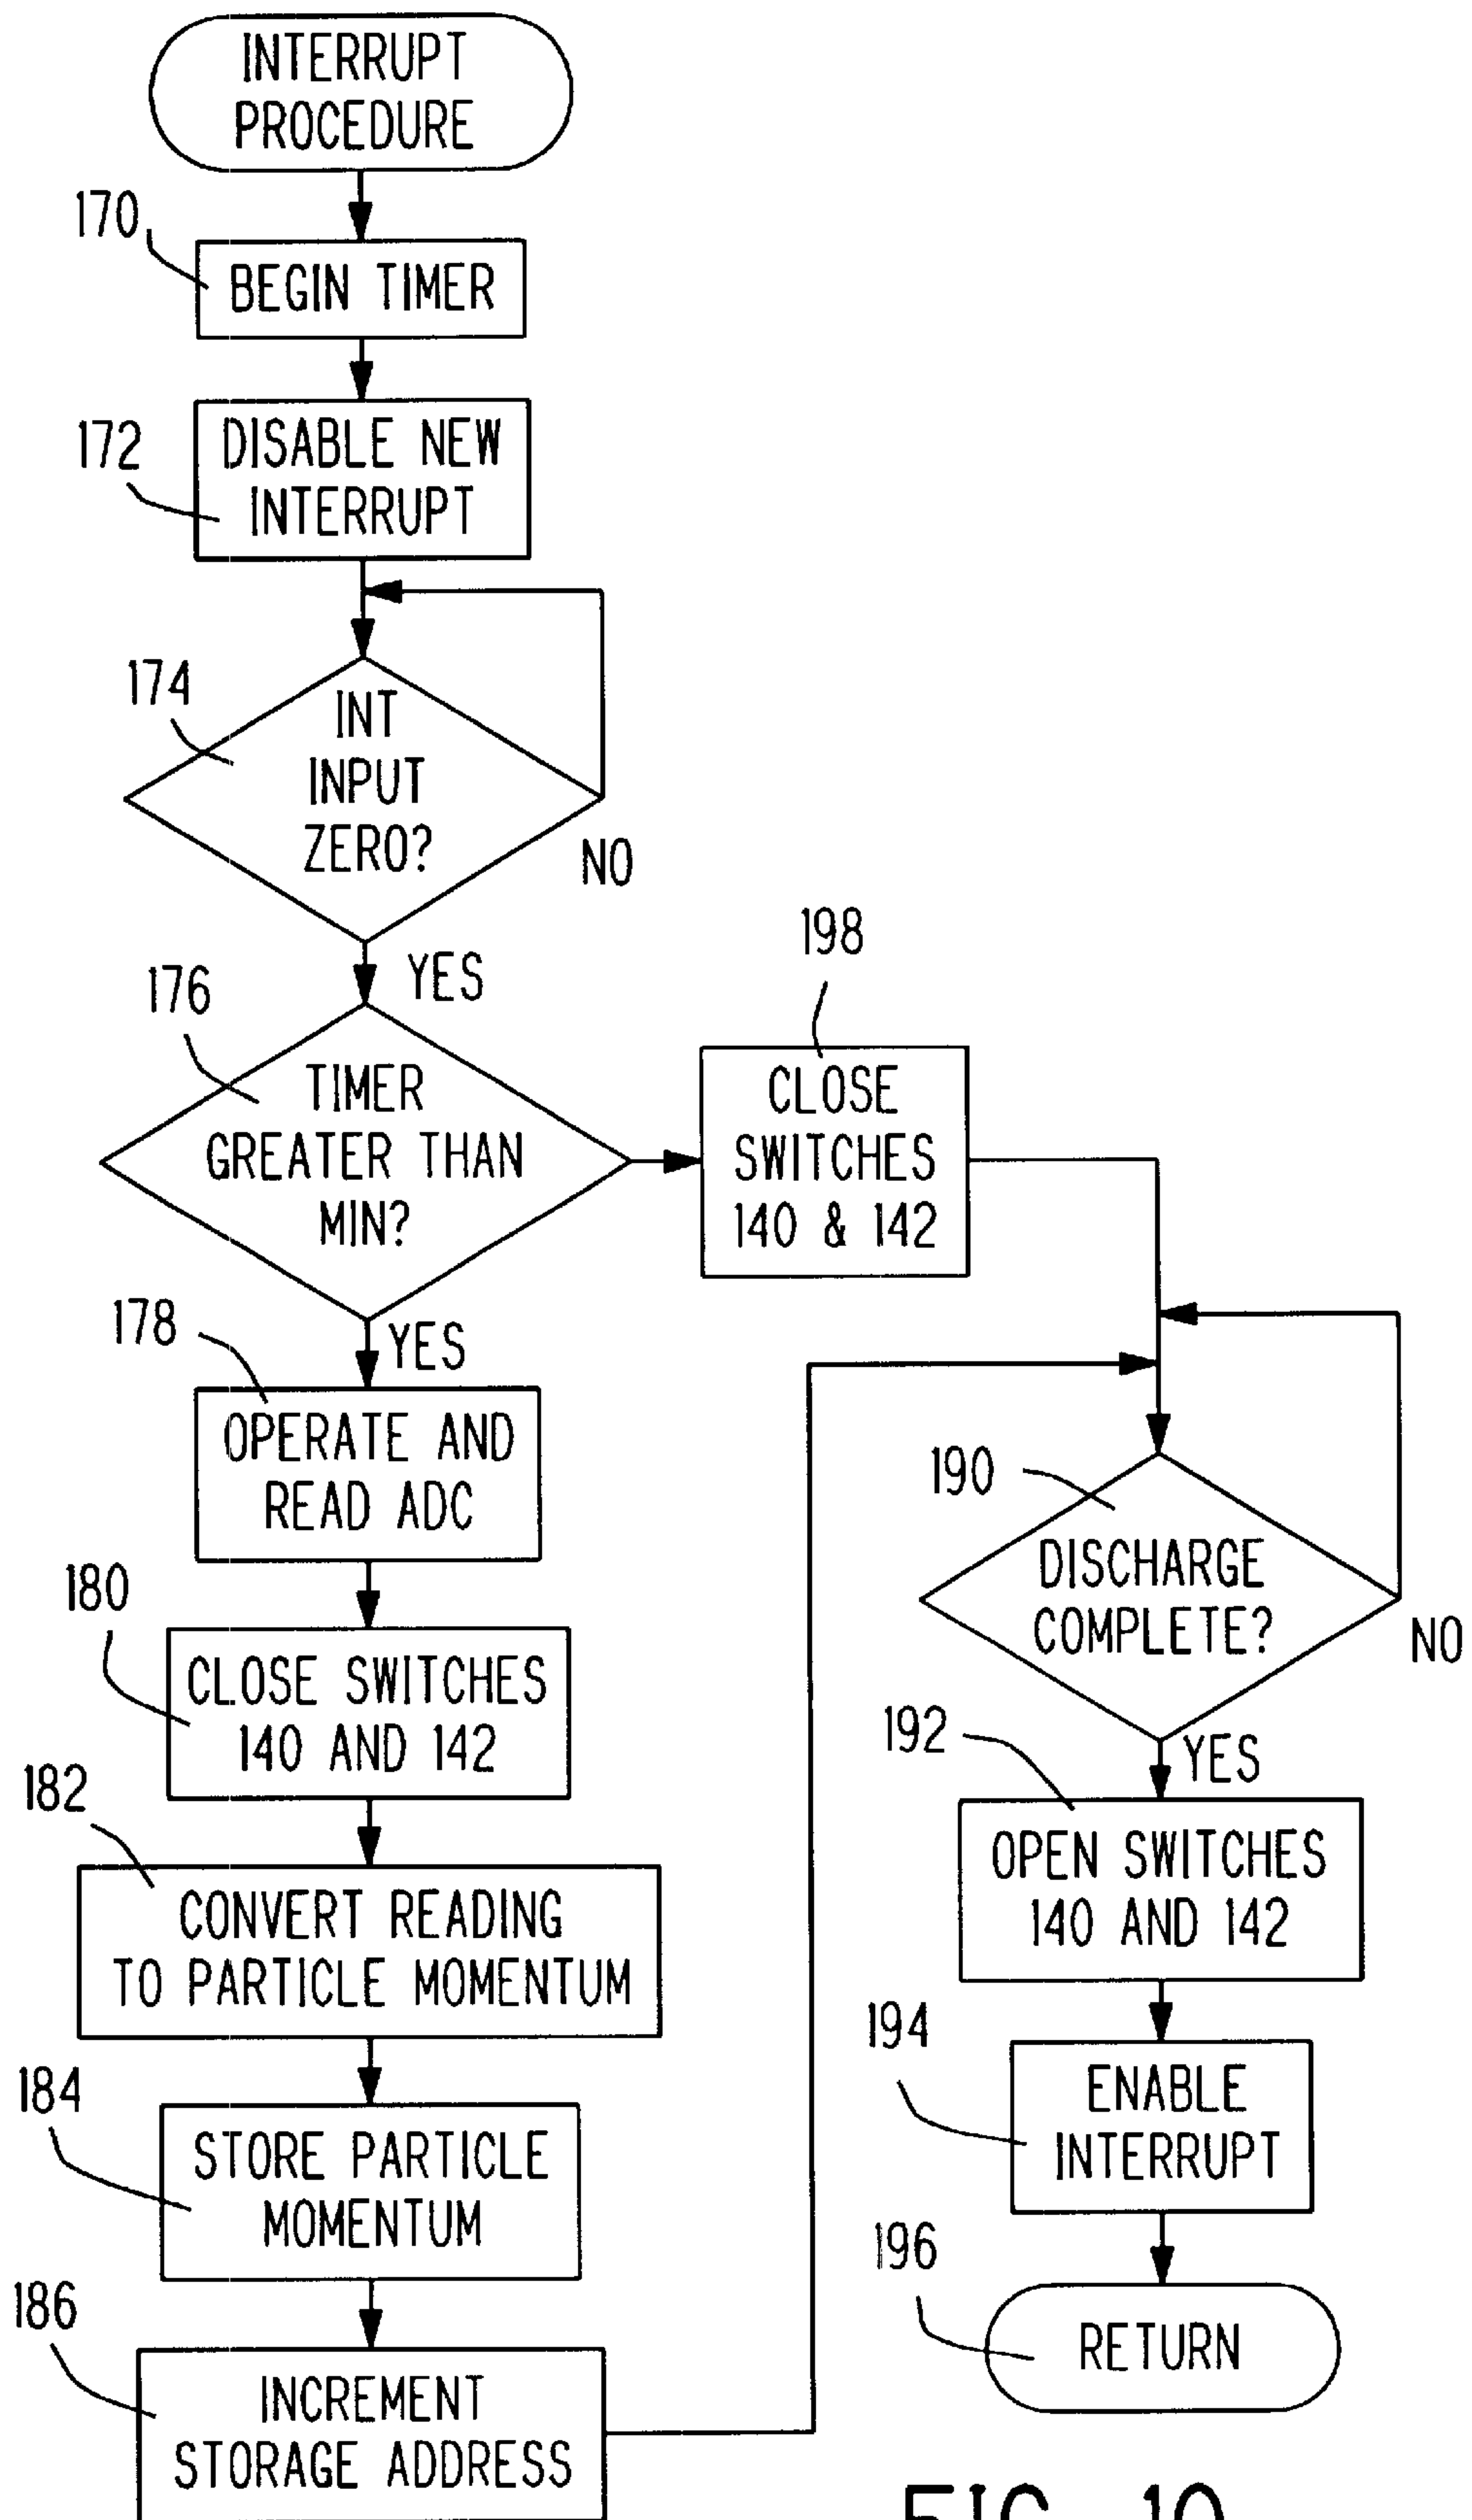 INTERRUPT
PROCEDURE
170
BEGIN TIMER
172
DISABLE NEW
INTERRUPT
174
INT
INPUT
ZERO?
NO
YES
176
TIMER
GREATER THAN
MIN?
198
CLOSE
SWITCHES
140 & 142
YES
178
OPERATE AND
READ ADC
180
CLOSE SWITCHES
140 AND 142
182
CONVERT READING
TO PARTICLE MOMENTUM
184
STORE PARTICLE
MOMENTUM
186
INCREMENT
STORAGE ADDRESS
190
DISCHARGE
COMPLETE?
NO
YES
192
OPEN SWITCHES
140 AND 142
194
ENABLE
INTERRUPT
196
RETURN
FIG. 10